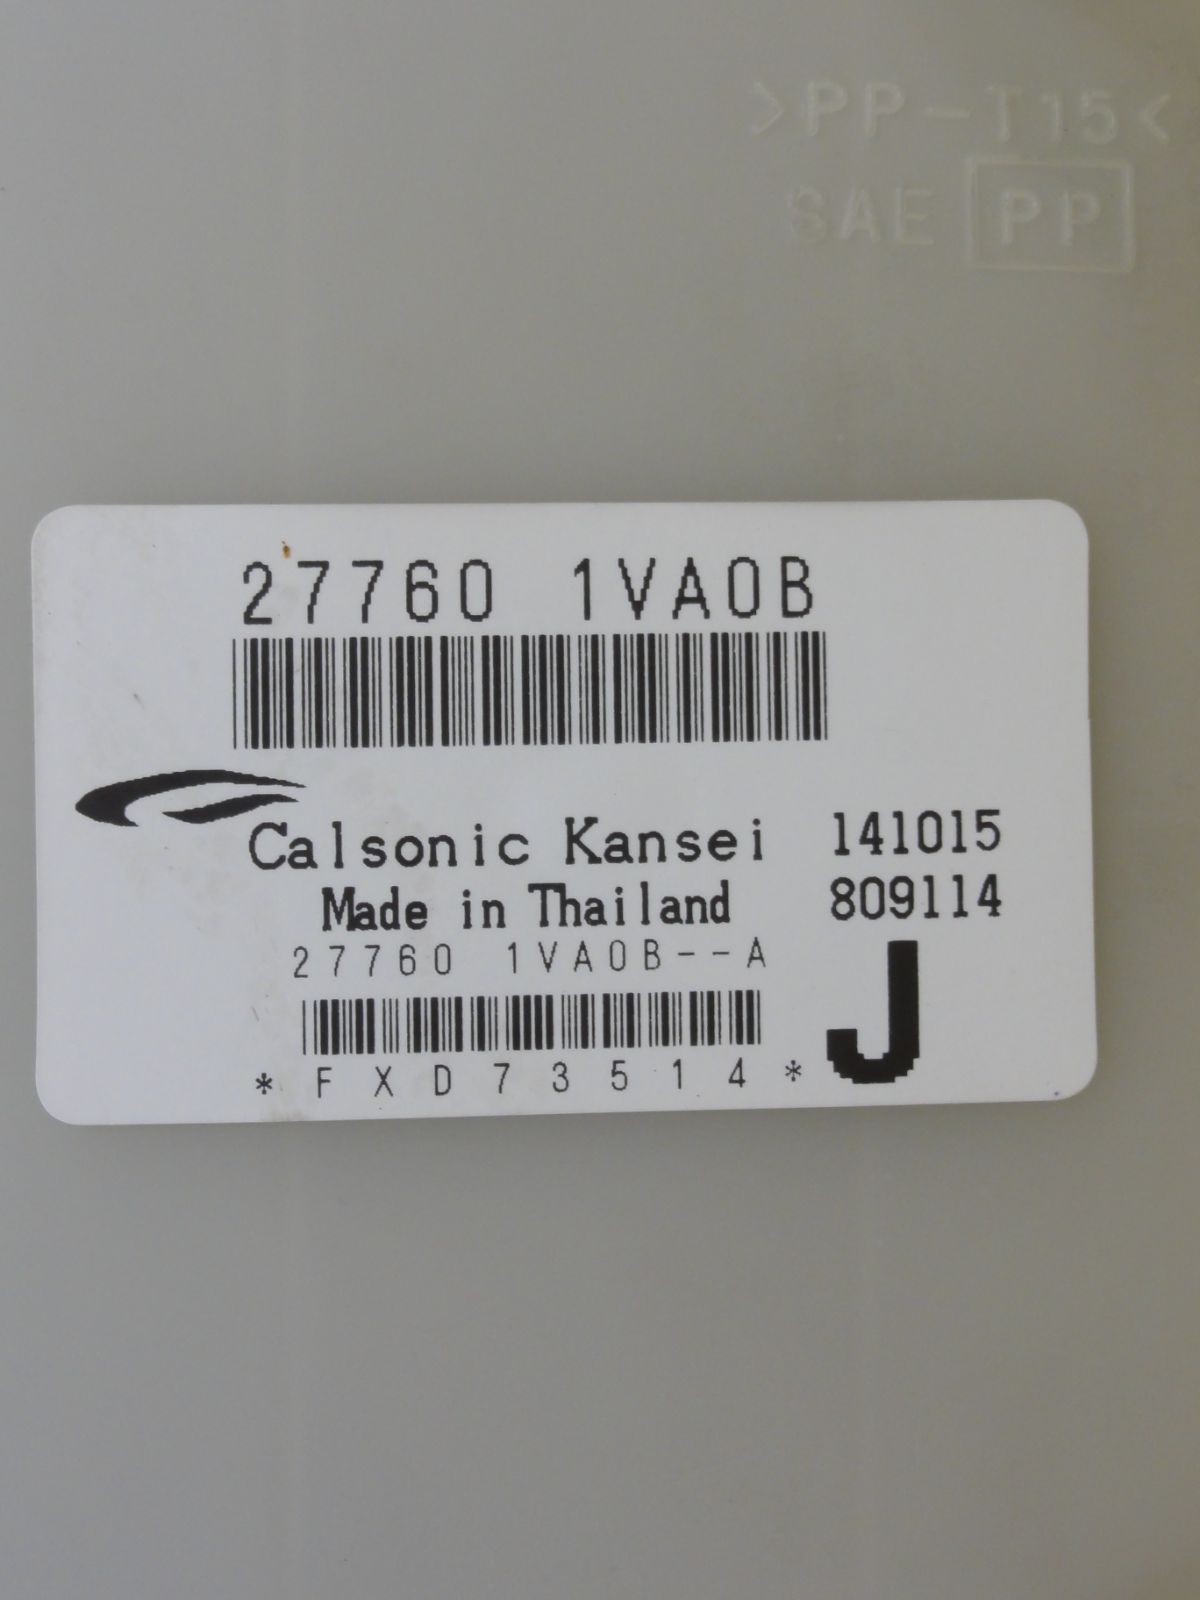 >PP-T15<
SAE PP
27760 1VA0B
Calsonic Kansei 141015
Made in Thailand 809114
27760 1VA0B--A
J
*FXD73514*